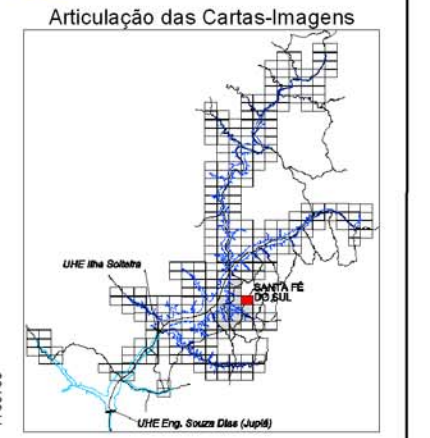 Articulação das Cartas-Imagens
UHE Ilha Solteira
SANTA FÉ
DO SUL
UHE Eng. Souza Dias (Jupiá)